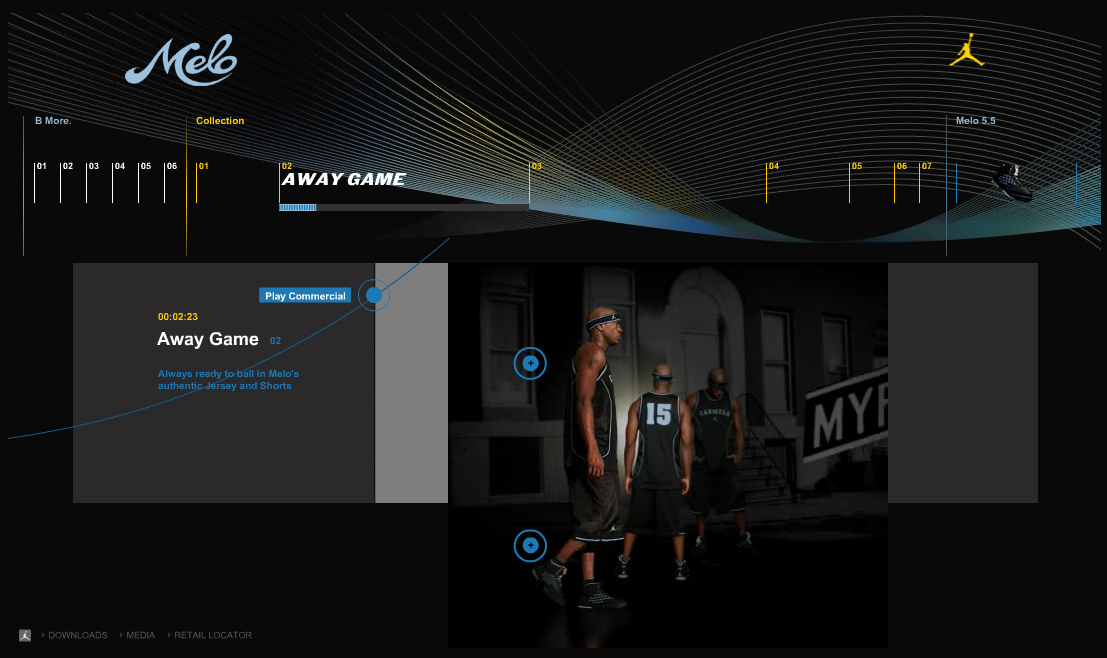 Melo
B More.
Collection
Melo 5.5
01 02 03 04 05 06
01
02
03
04
05
06
07
AWAY GAME
Play Commercial
00:02:23
Away Game 02
Always ready to ball in Melo's
authentic Jersey and Shorts
15
CARMELO
MYR
DOWNLOADS
MEDIA
RETAIL LOCATOR